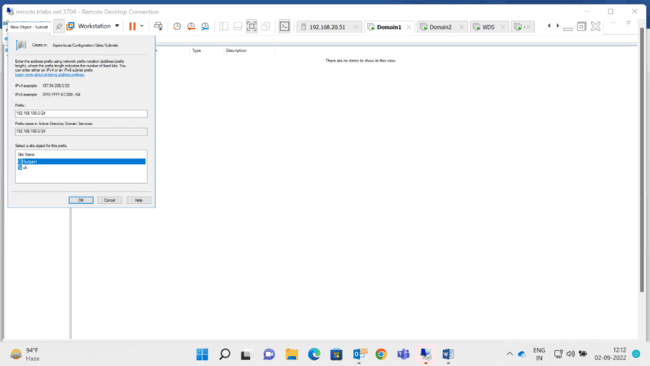 remote.trlabs.net:3704 - Remote Desktop Connection
New Object - Subnet
Workstation
192.168.20.51
Domain1
Domain2
WDS
Create in:
Configuration/Sites/Subnets
Type
Description
There are no items to show in this view.
Enter the address prefix using network prefix notation (address/prefix
length), where the prefix length indicates the number of fixed bits. You
can enter either an IPv4 or an IPv6 subnet prefix.
Learn more about entering address prefixes.
IPv4 example:
157.54.208.0/20
IPv6 example:
3FFE:FFFF:0:C000::/64
Prefix:
192.168.100.0/24
Prefix name in Active Directory Domain Services:
192.168.100.0/24
Select a site object for this prefix.
Site Name
Gurgaon
OK
Cancel
Help
94°F
Haze
ENG
IN
12:12
02-09-2022